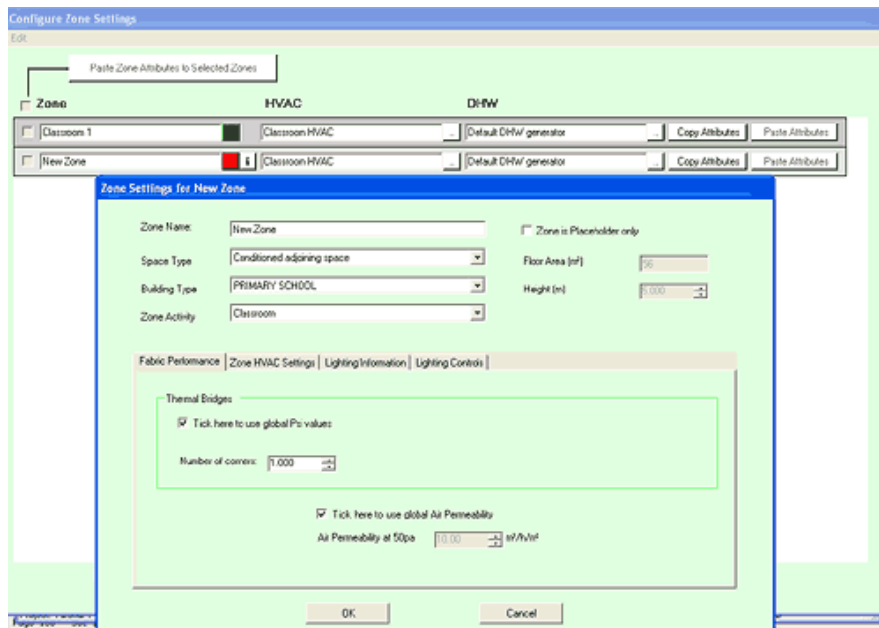 Configure Zone Settings
Edit
Paste Zone Attributes to Selected Zones
Zone HVAC DHW
Classroom 1 Classroom HVAC ... Default DHW generator ... Copy Attributes Paste Attributes
New Zone i Classroom HVAC ... Default DHW generator ... Copy Attributes Paste Attributes
Zone Settings for New Zone
Zone Name: New Zone Zone is Placeholder only
Space Type Conditioned adjoining space Floor Area (m²) 56
Building Type PRIMARY SCHOOL Height (m) 5.000
Zone Activity Classroom
Fabric Performance Zone HVAC Settings Lighting Information Lighting Controls
Thermal Bridges
Tick here to use global Psi values
Number of corners: 1.000
Tick here to use global Air Permeability
Air Permeability at 50pa 10.00 m³/h/m²
OK Cancel